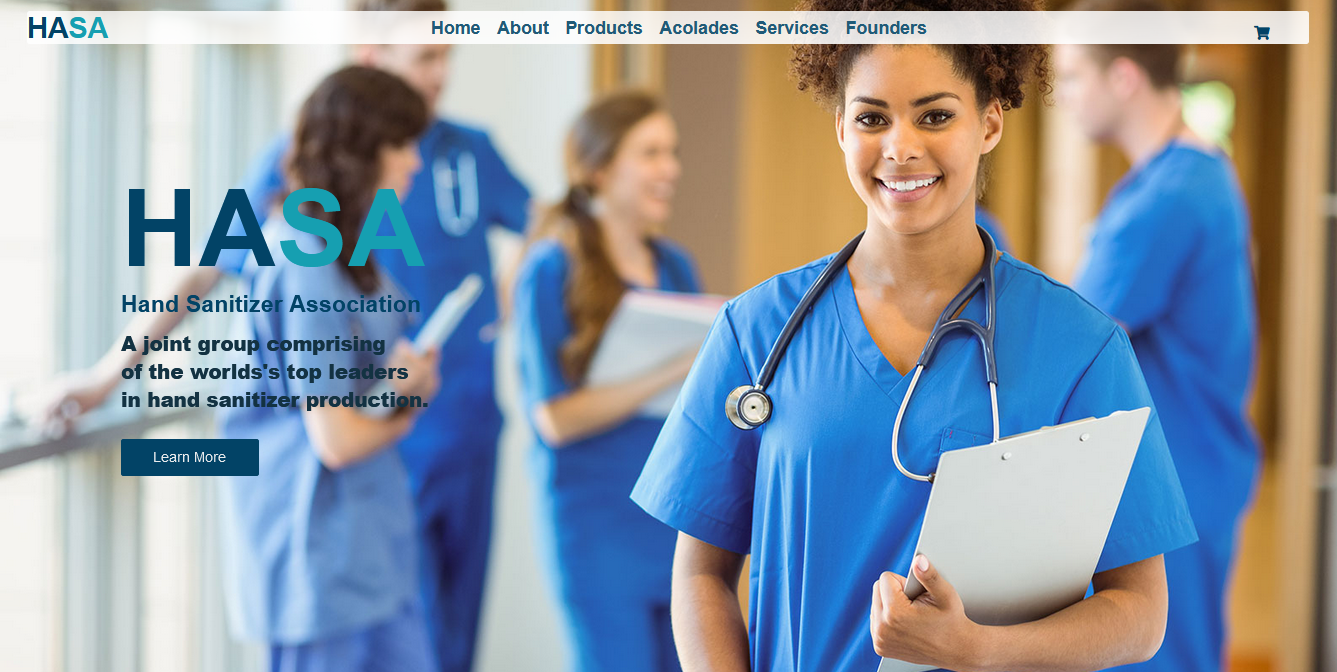 HASA
Home About Products Acolades Services Founders
HASA
Hand Sanitizer Association
A joint group comprising
of the worlds's top leaders
in hand sanitizer production.
Learn More